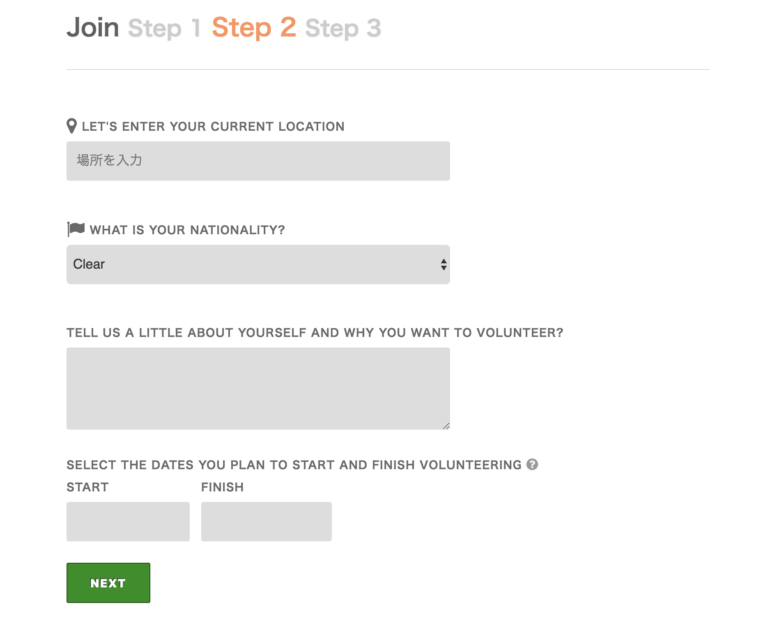 Join Step 1 Step 2 Step 3
LET'S ENTER YOUR CURRENT LOCATION
場所を入力
WHAT IS YOUR NATIONALITY?
Clear
TELL US A LITTLE ABOUT YOURSELF AND WHY YOU WANT TO VOLUNTEER?
SELECT THE DATES YOU PLAN TO START AND FINISH VOLUNTEERING ?
START FINISH
NEXT